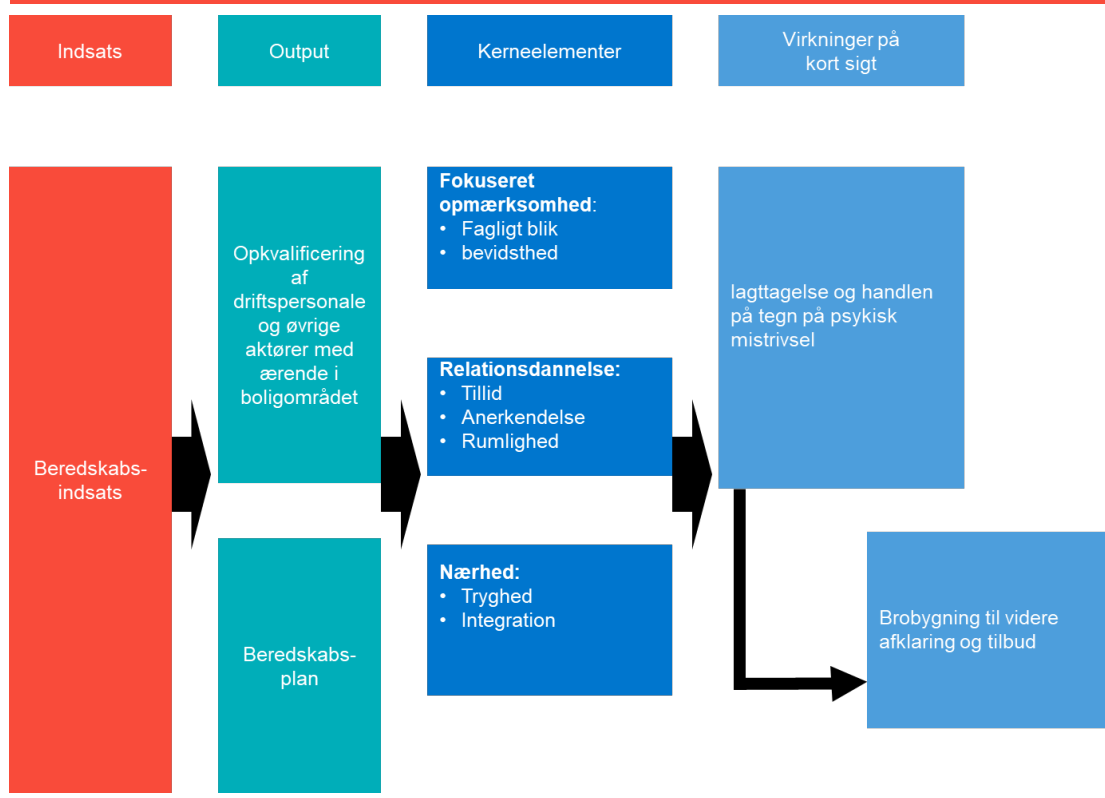 Indsats
Output
Kerneelementer
Virkninger på
kort sigt
Beredskabs-
indsats
Opkvalificering
af
driftspersonale
og øvrige
aktører med
ærende i
boligområdet
Beredskabs-
plan
Fokuseret
opmærksomhed:
• Fagligt blik
• bevidsthed
Relationsdannelse:
• Tillid
• Anerkendelse
• Rumlighed
Nærhed:
• Tryghed
• Integration
Iagttagelse og handlen
på tegn på psykisk
mistrivsel
Brobygning til videre
afklaring og tilbud